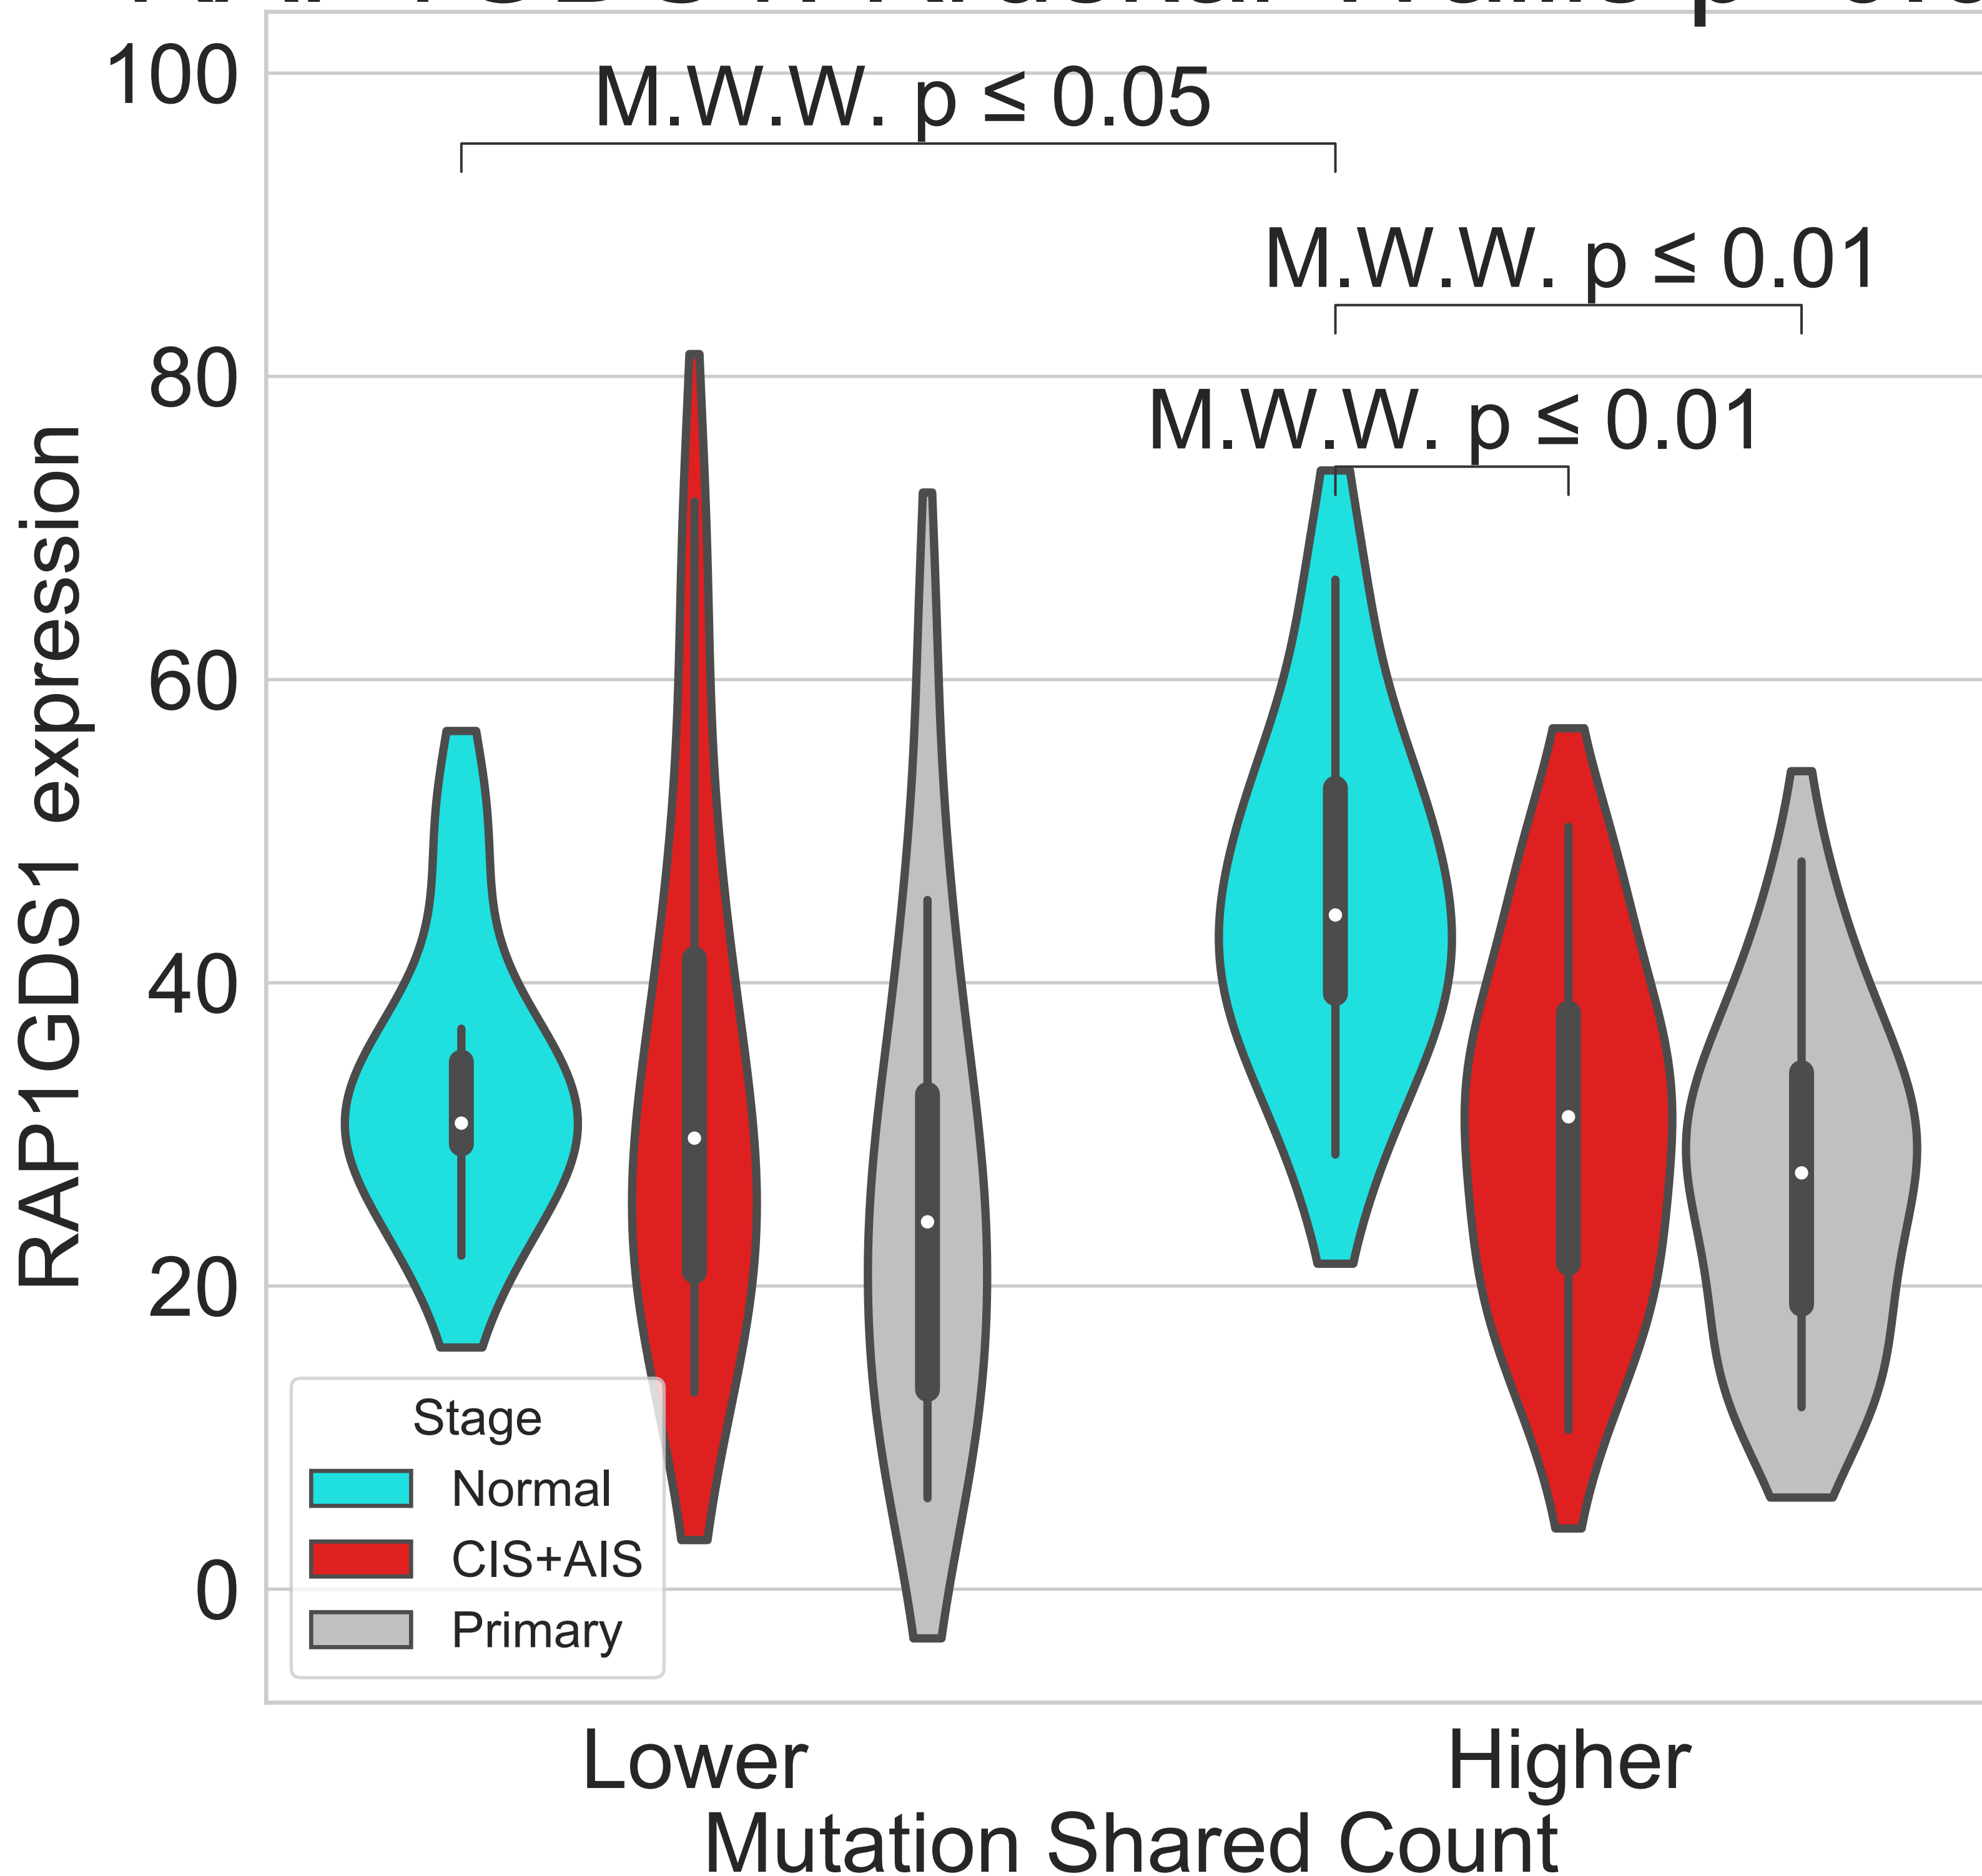 100
M.W.W. p ≤ 0.05
M.W.W. p ≤ 0.01
80
M.W.W. p ≤ 0.01
60
40
20
0
RAP1GDS1 expression
Stage
Normal
CIS+AIS
Primary
Lower
Higher
Mutation Shared Count